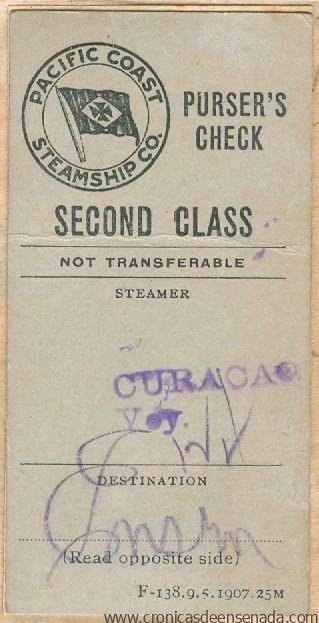 PACIFIC COAST
STEAMSHIP CO.
PURSER'S
CHECK
SECOND CLASS
NOT TRANSFERABLE
STEAMER
CURACAO
Voy.
DESTINATION
(Read opposite side)
F-138.9.5.1907.25M
www.cronicasdeensenada.com